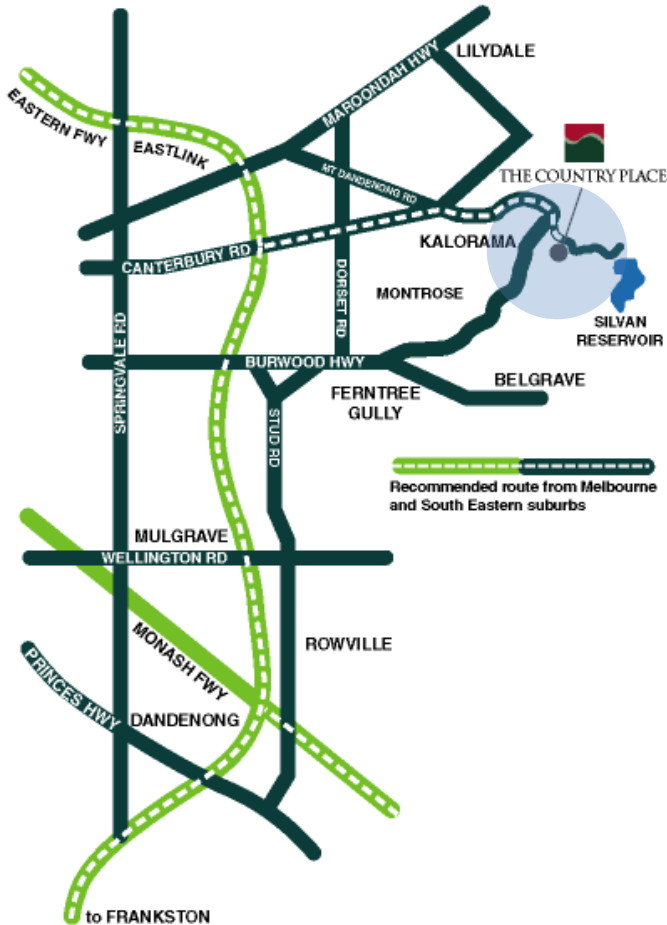 LILYDALE
MAROONDAH HWY
EASTERN FWY
EASTLINK
MT DANDENONG RD
THE COUNTRY PLACE
KALORAMA
CANTERBURY RD
DORSET RD
MONTROSE
SILVAN
RESERVOIR
SPRINGVALE RD
BURWOOD HWY
FERNTREE
GULLY
BELGRAVE
STUD RD
Recommended route from Melbourne
and South Eastern suburbs
MULGRAVE
WELLINGTON RD
MONASH FWY
ROWVILLE
PRINCES HWY
DANDENONG
to FRANKSTON